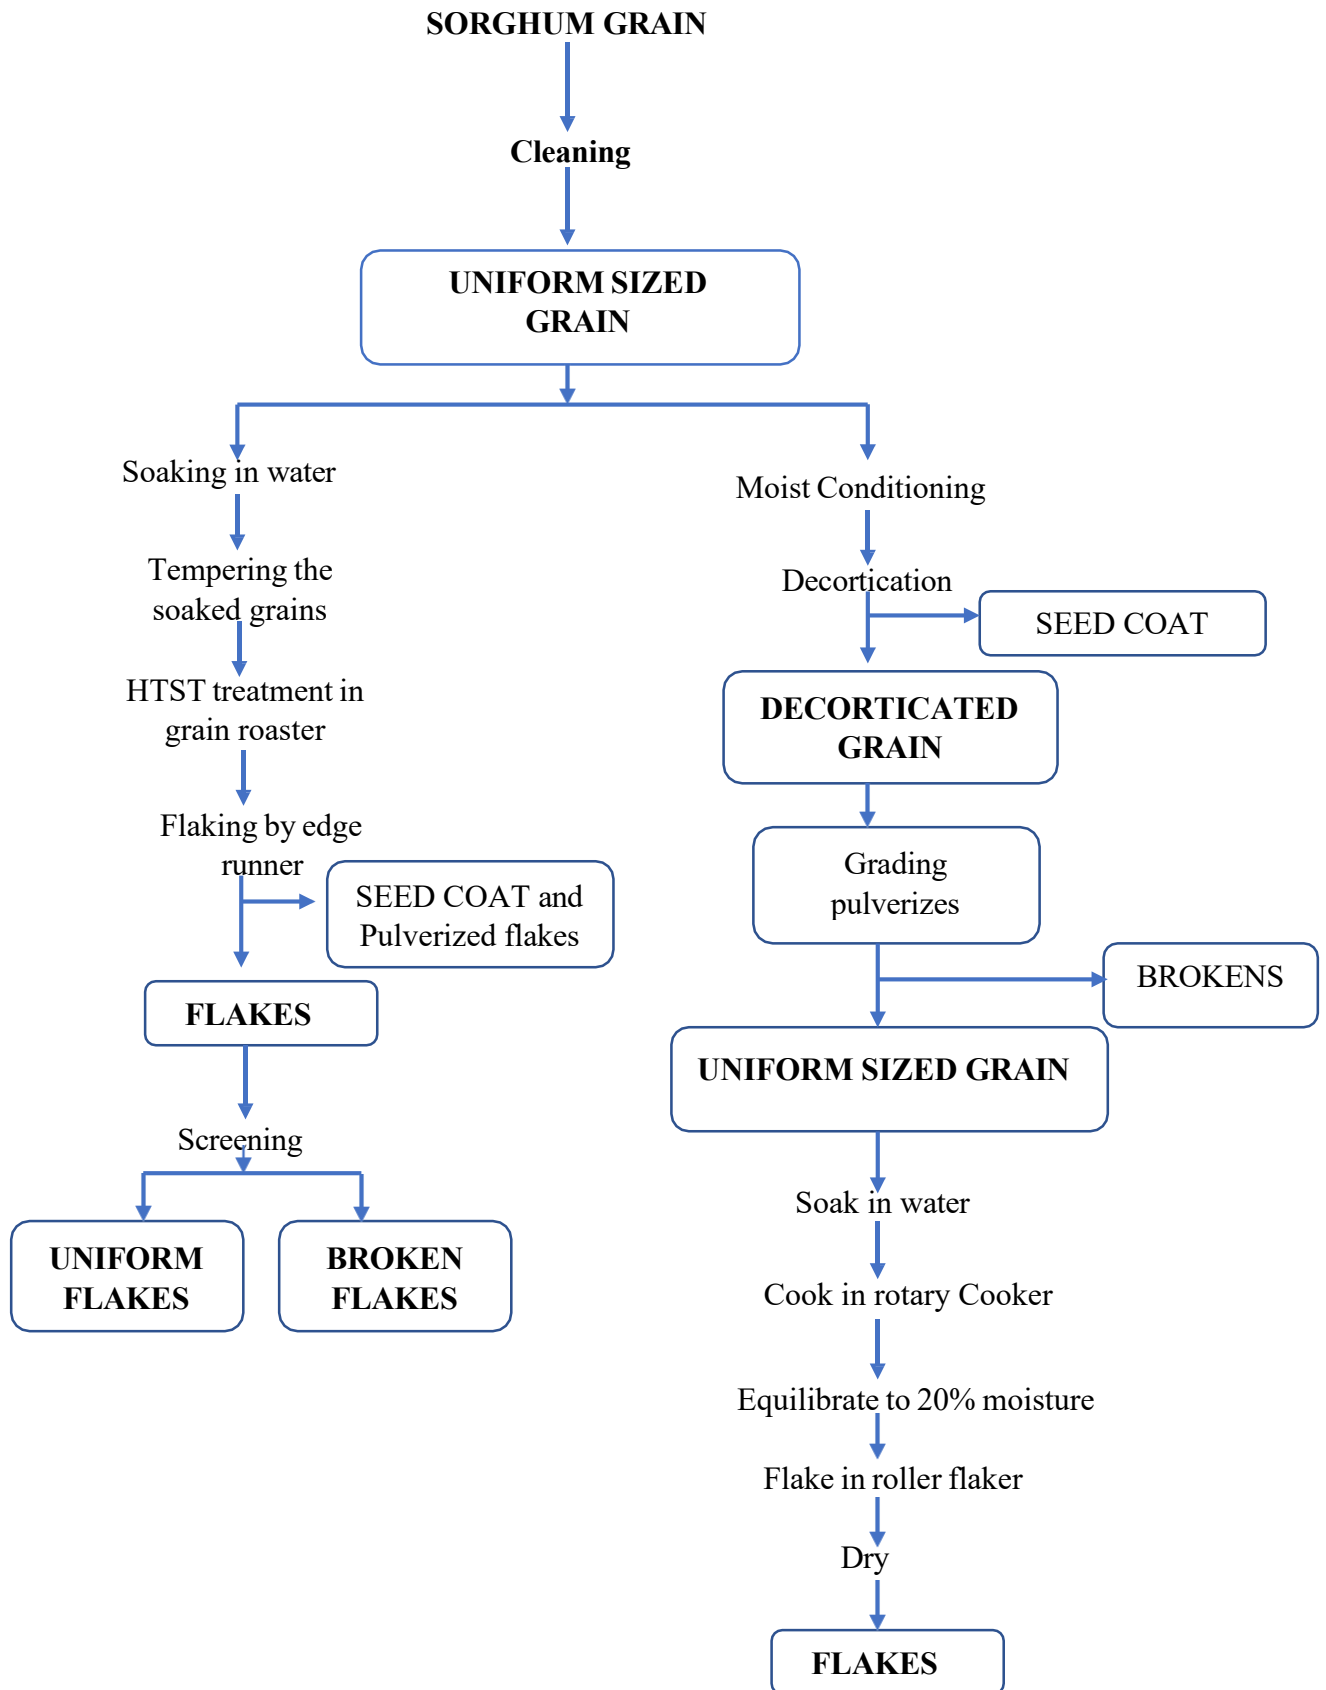 SORGHUM GRAIN
Cleaning
UNIFORM SIZED
GRAIN
Soaking in water
Tempering the
soaked grains
HTST treatment in
grain roaster
Flaking by edge
runner
SEED COAT and
Pulverized flakes
FLAKES
Screening
UNIFORM
FLAKES
BROKEN
FLAKES
Moist Conditioning
Decortication
SEED COAT
DECORTICATED
GRAIN
Grading
pulverizes
BROKENS
UNIFORM SIZED GRAIN
Soak in water
Cook in rotary Cooker
Equilibrate to 20% moisture
Flake in roller flaker
Dry
FLAKES